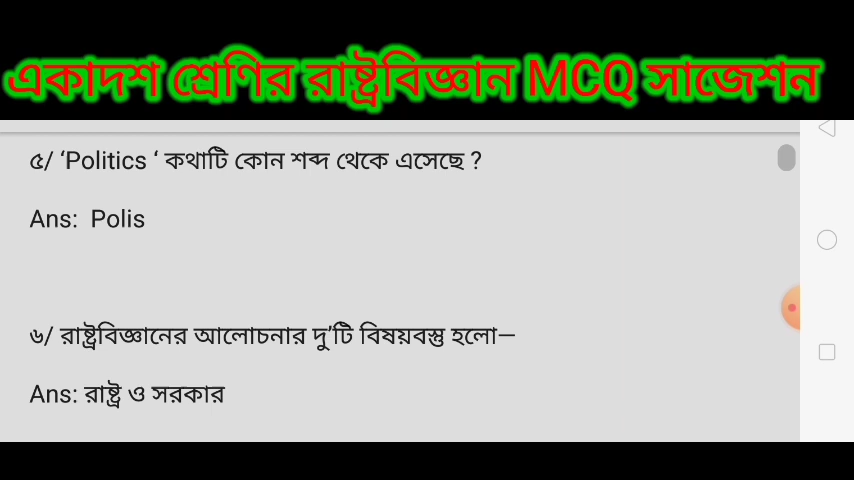 একাদশ শ্রেণির রাষ্ট্রবিজ্ঞান MCQ সাজেশন
৫/ ‘Politics ‘ কথাটি কোন শব্দ থেকে এসেছে ?
Ans: Polis
৬/ রাষ্ট্রবিজ্ঞানের আলোচনার দু’টি বিষয়বস্তু হলো—
Ans: রাষ্ট্র ও সরকার